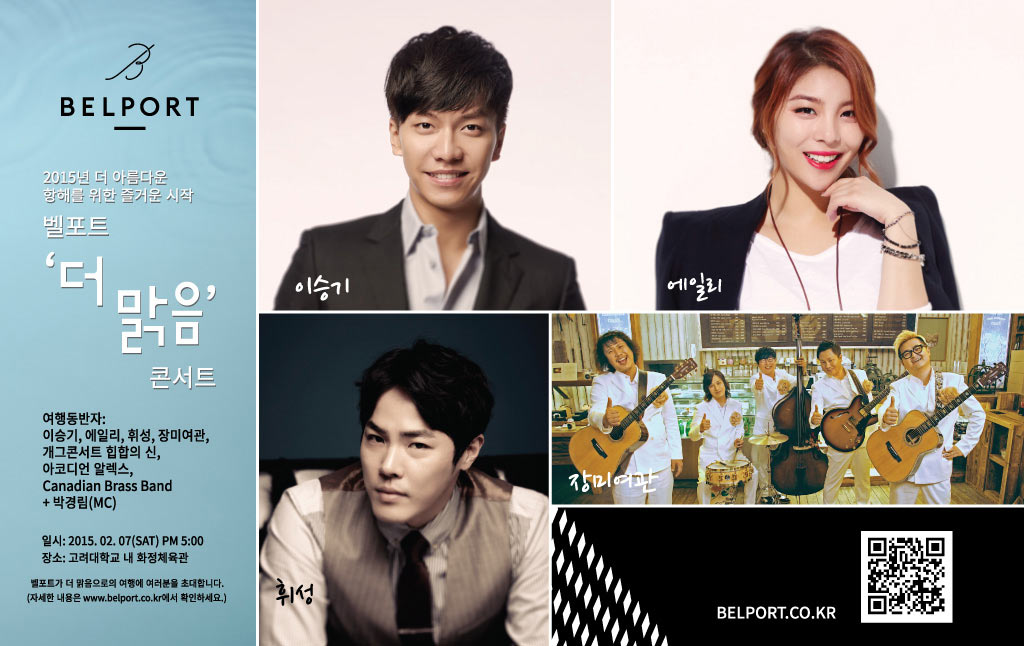 BELPORT
2015년 더 아름다운
항해를 위한 즐거운 시작
벨포트
‘더
맑음’
콘서트
여행동반자:
이승기, 에일리, 휘성, 장미여관,
개그콘서트 힙합의 신,
아코디언 알렉스,
Canadian Brass Band
+ 박경림(MC)
일시: 2015. 02. 07(SAT) PM 5:00
장소: 고려대학교 내 화정체육관
벨포트가 더 맑음으로의 여행에 여러분을 초대합니다.
(자세한 내용은 www.belport.co.kr에서 확인하세요.)
이승기
에일리
휘성
장미여관
BELPORT.CO.KR